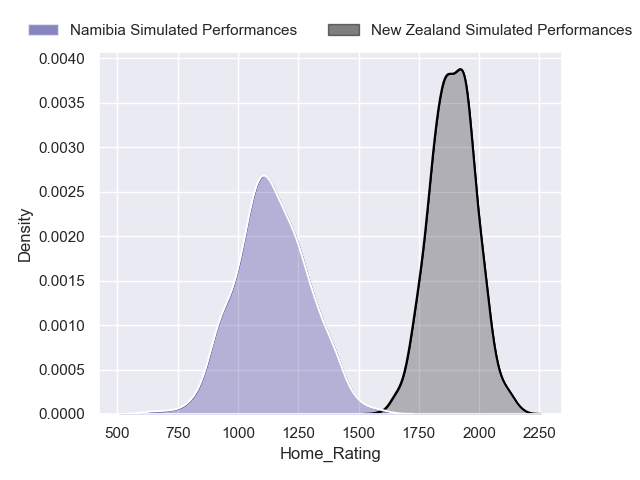 Namibia Simulated Performances
New Zealand Simulated Performances
0.0040
0.0035
0.0030
0.0025
0.0020
0.0015
0.0010
0.0005
0.0000
Density
500 750 1000 1250 1500 1750 2000 2250
Home_Rating